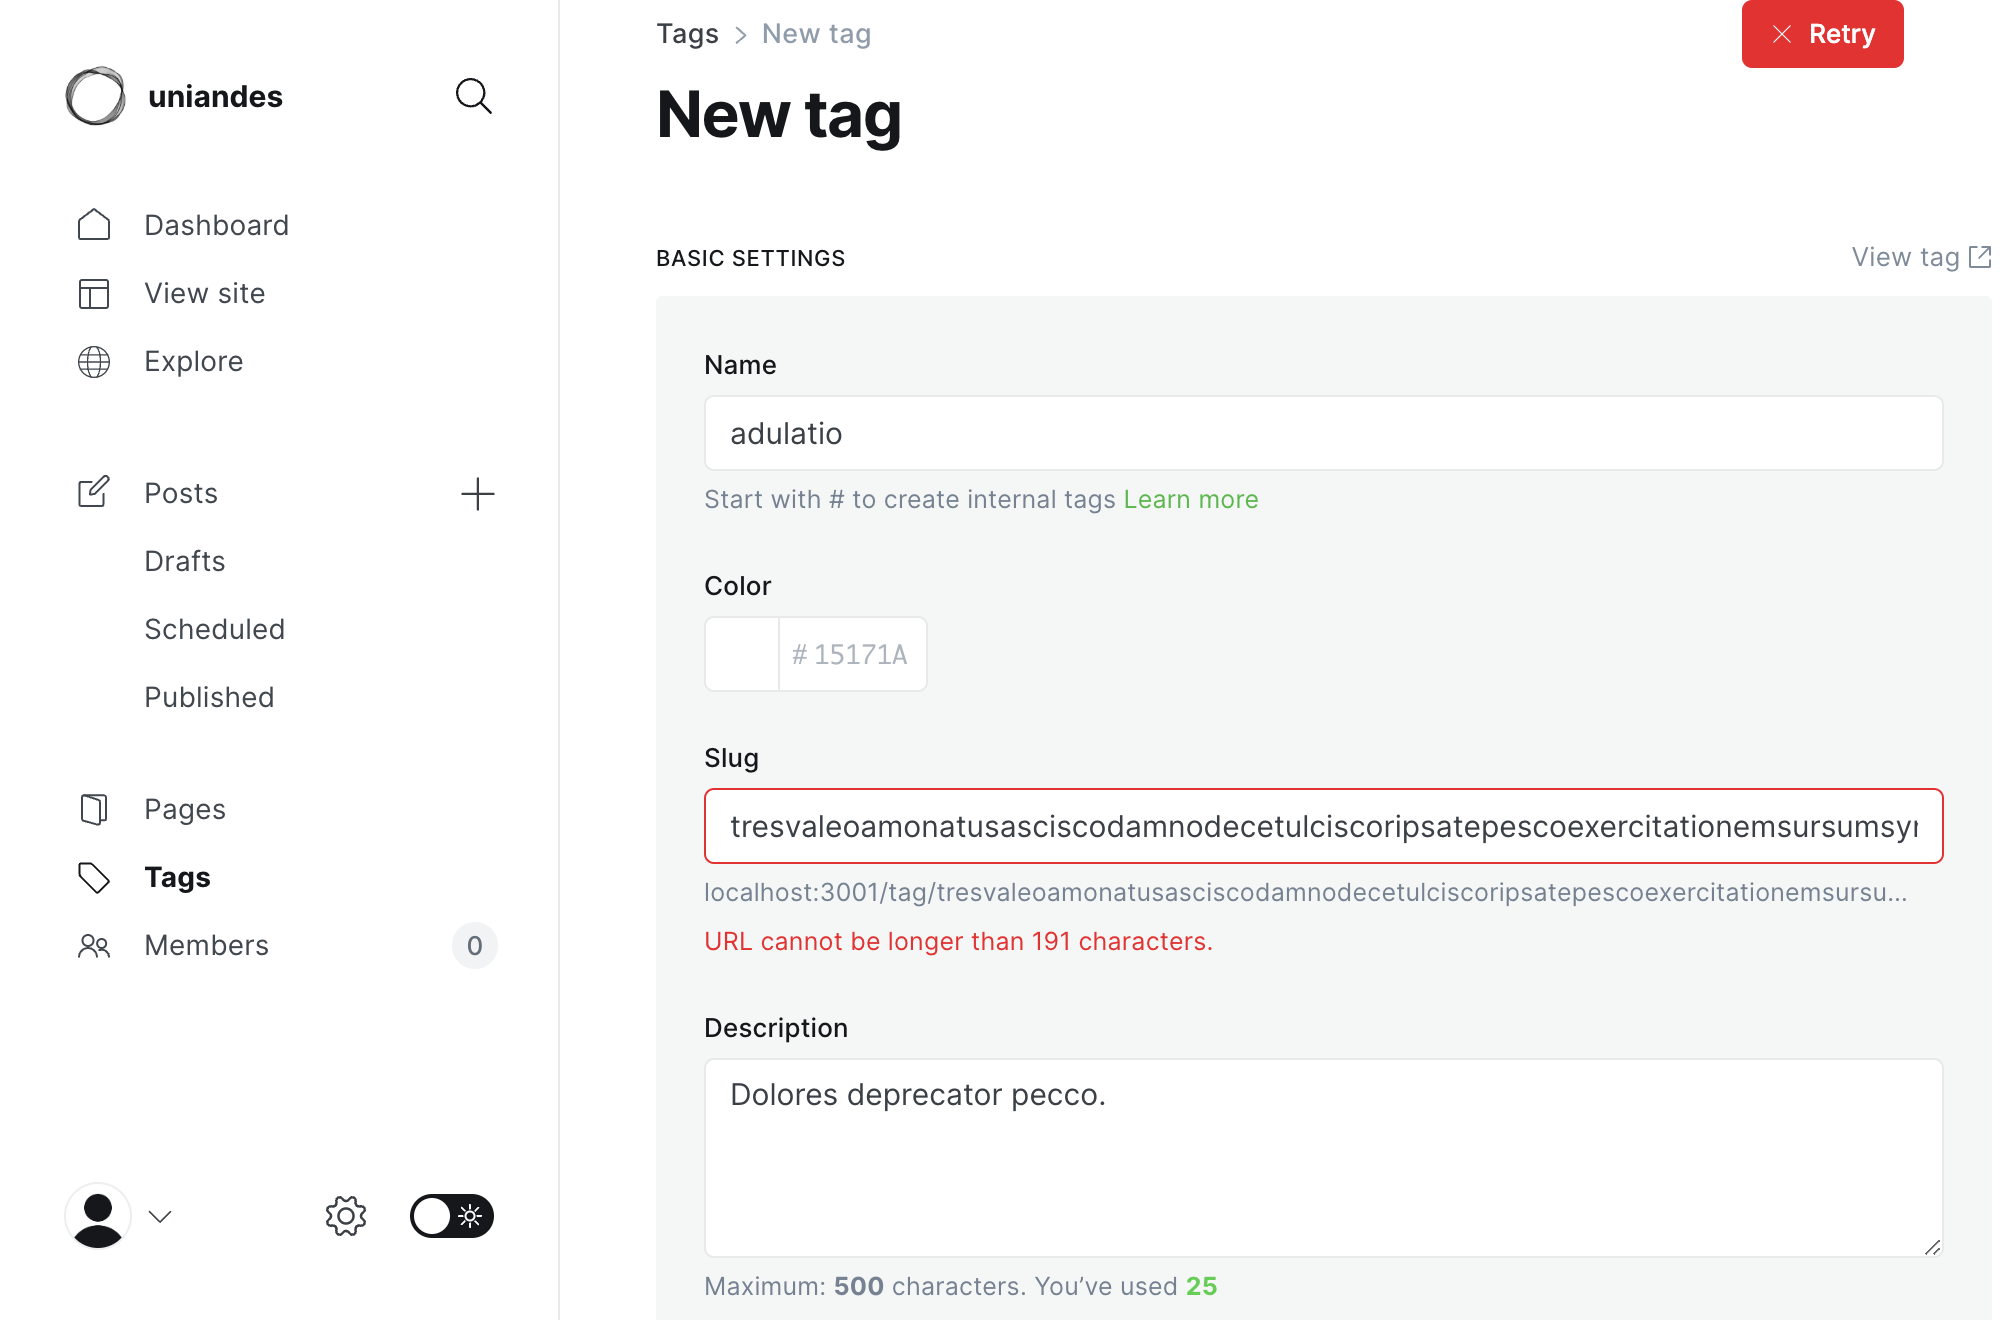 uniandes
Dashboard
View site
Explore
Posts
Drafts
Scheduled
Published
Pages
Tags
Members
0
Tags > New tag
Retry
New tag
BASIC SETTINGS
View tag
Name
adulatio
Start with # to create internal tags Learn more
Color
# 15171A
Slug
tresvaleoamonatusasciscodamnodecetulciscoripsatepescoexercitationemsursumsyn
localhost:3001/tag/tresvaleoamonatusasciscodamnodecetulciscoripsatepescoexercitationemsursu...
URL cannot be longer than 191 characters.
Description
Dolores deprecator pecco.
Maximum: 500 characters. You’ve used 25